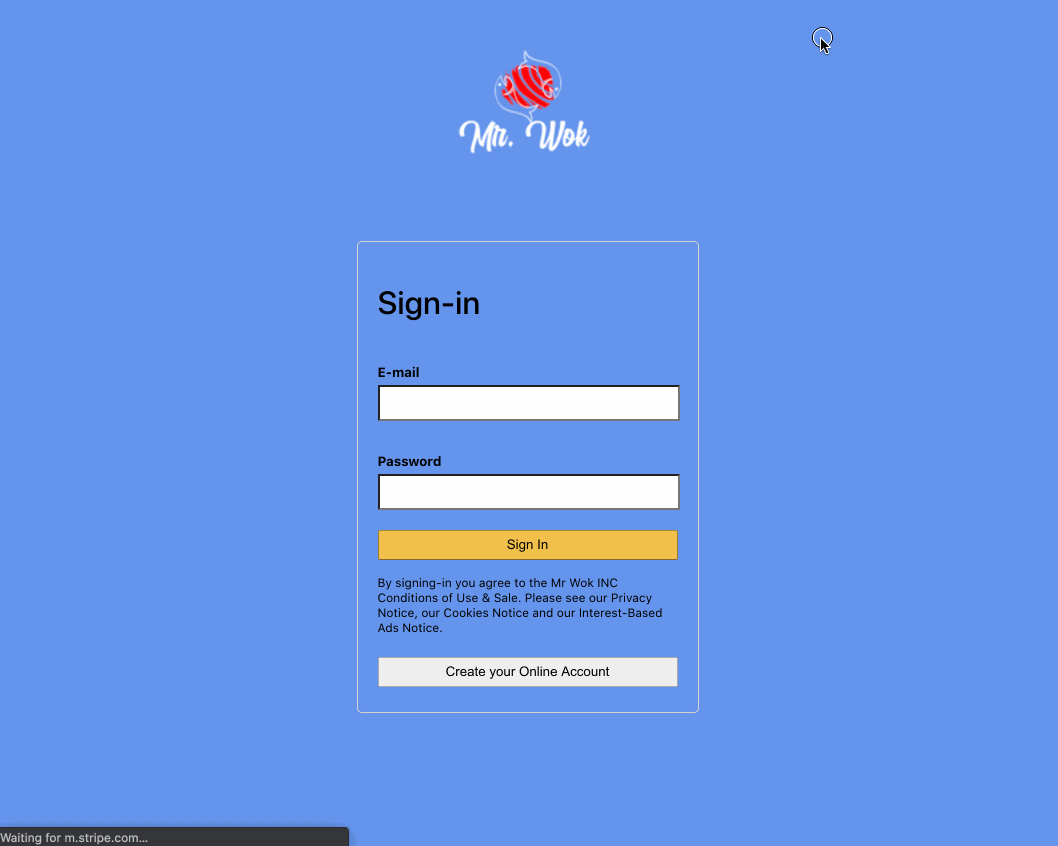 Mr. Wok
Sign-in
E-mail
Password
Sign In
By signing-in you agree to the Mr Wok INC
Conditions of Use & Sale. Please see our Privacy
Notice, our Cookies Notice and our Interest-Based
Ads Notice.
Create your Online Account
Waiting for m.stripe.com...